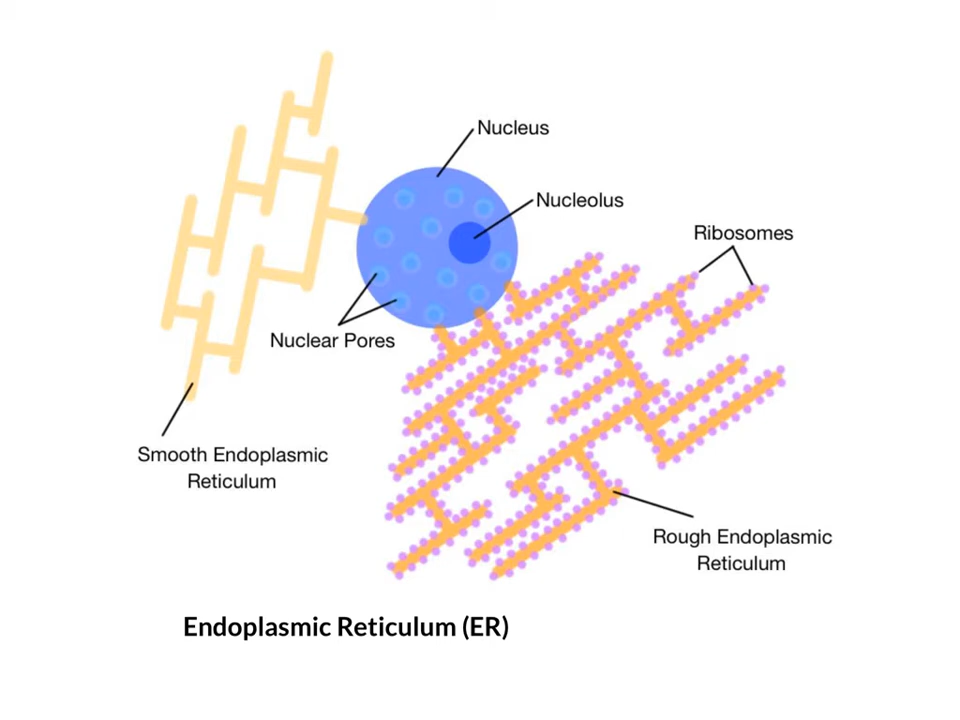 Nucleus
Nucleolus
Ribosomes
Nuclear Pores
Smooth Endoplasmic
Reticulum
Rough Endoplasmic
Reticulum
Endoplasmic Reticulum (ER)